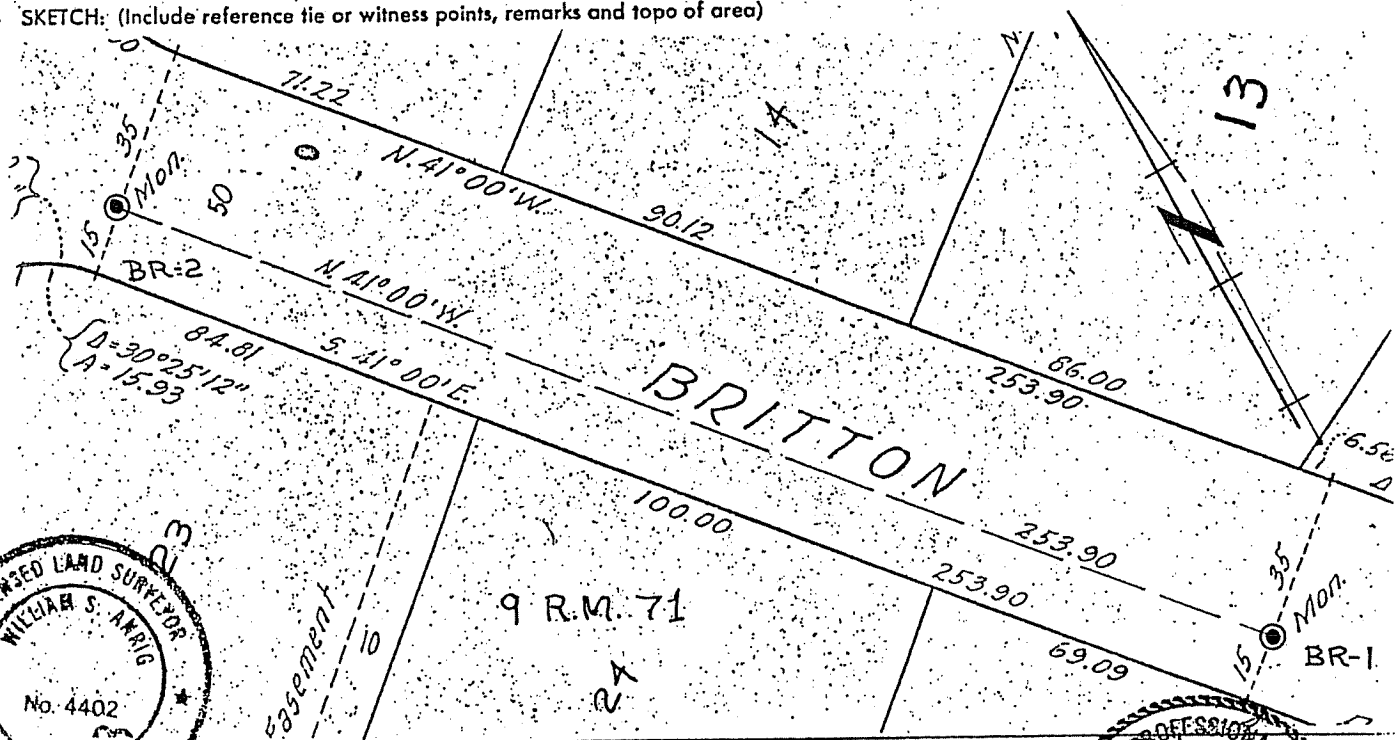 SKETCH: (Include reference tie or witness points, remarks and topo of area)
71.22
N. 41°00'W.
14
90.12
N
13
35
Mon.
50
15
BR-2
N. 41°00'W.
84.81
S. 41°00'E.
Δ=30°25'12"
A=15.93
BRITTON
86.00
253.90
6.56
Δ
100.00
253.90
253.90
69.09
35
Mon.
15
BR-1
23
9 R.M. 71
24
Easement
10
LAND SURVEYOR
WILLIAM S. ANRIG
No. 4402